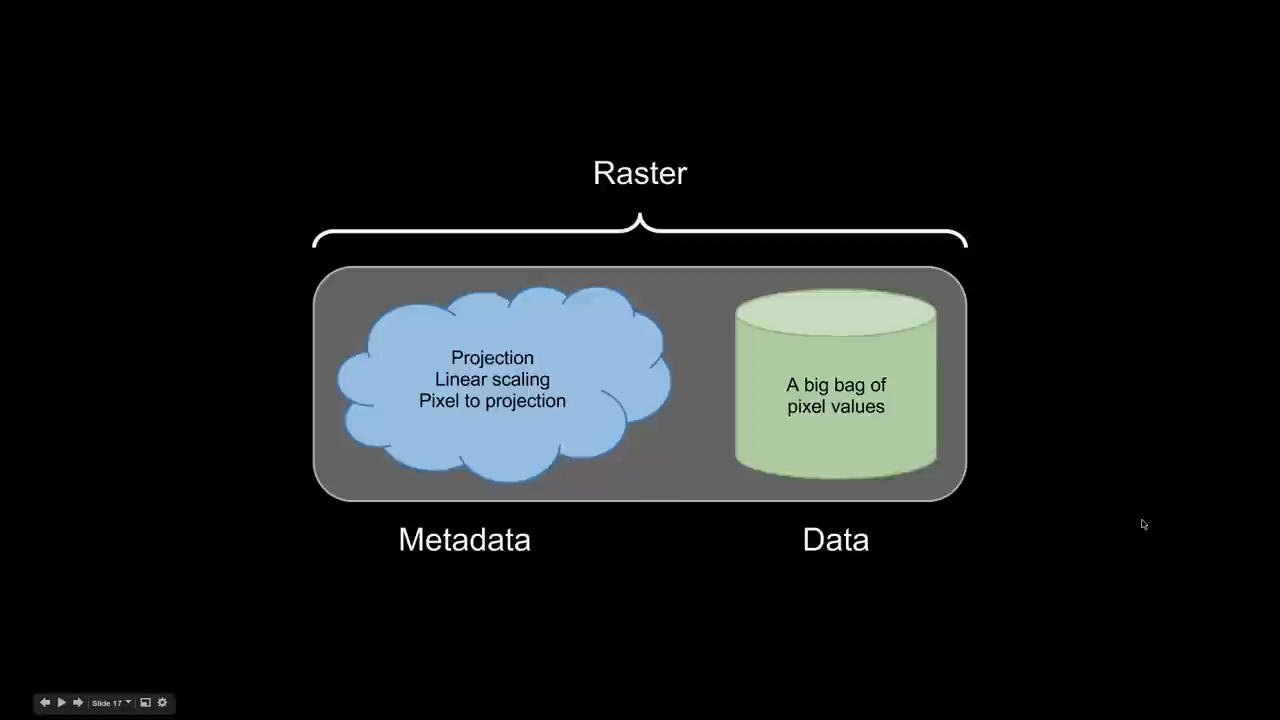 Raster
Projection
Linear scaling
Pixel to projection
A big bag of
pixel values
Metadata
Data
Slide 17